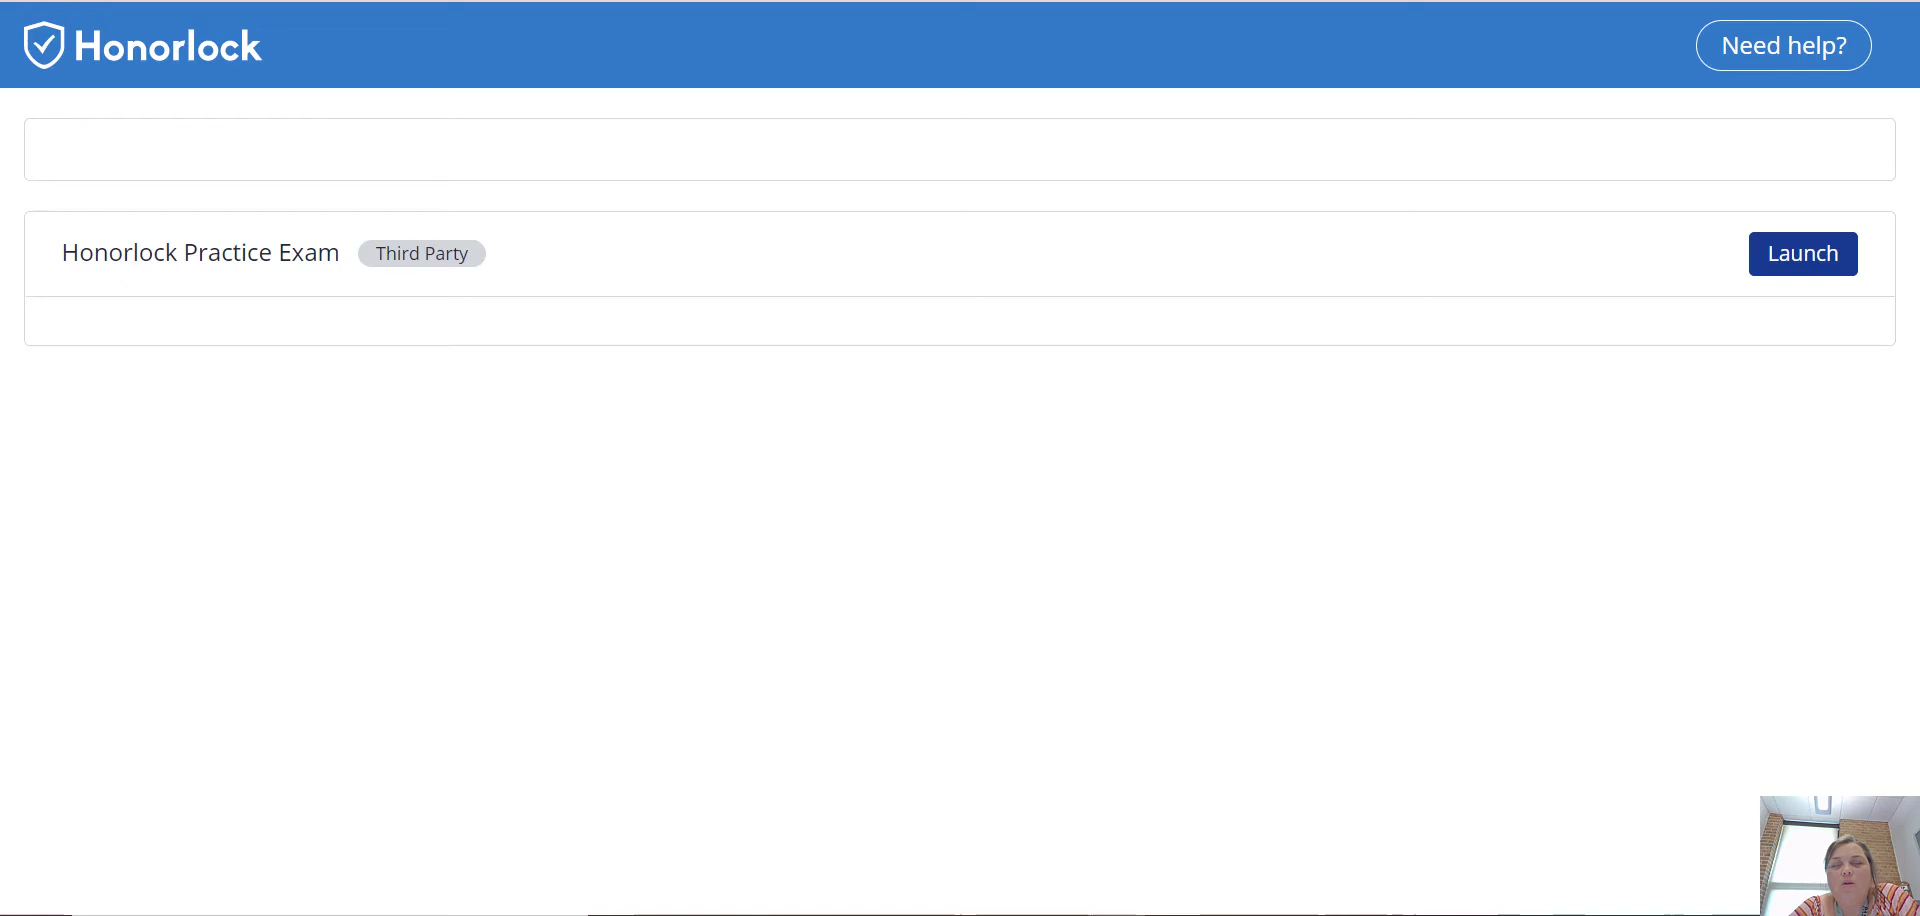 Honorlock
Need help?
Honorlock Practice Exam
Third Party
Launch